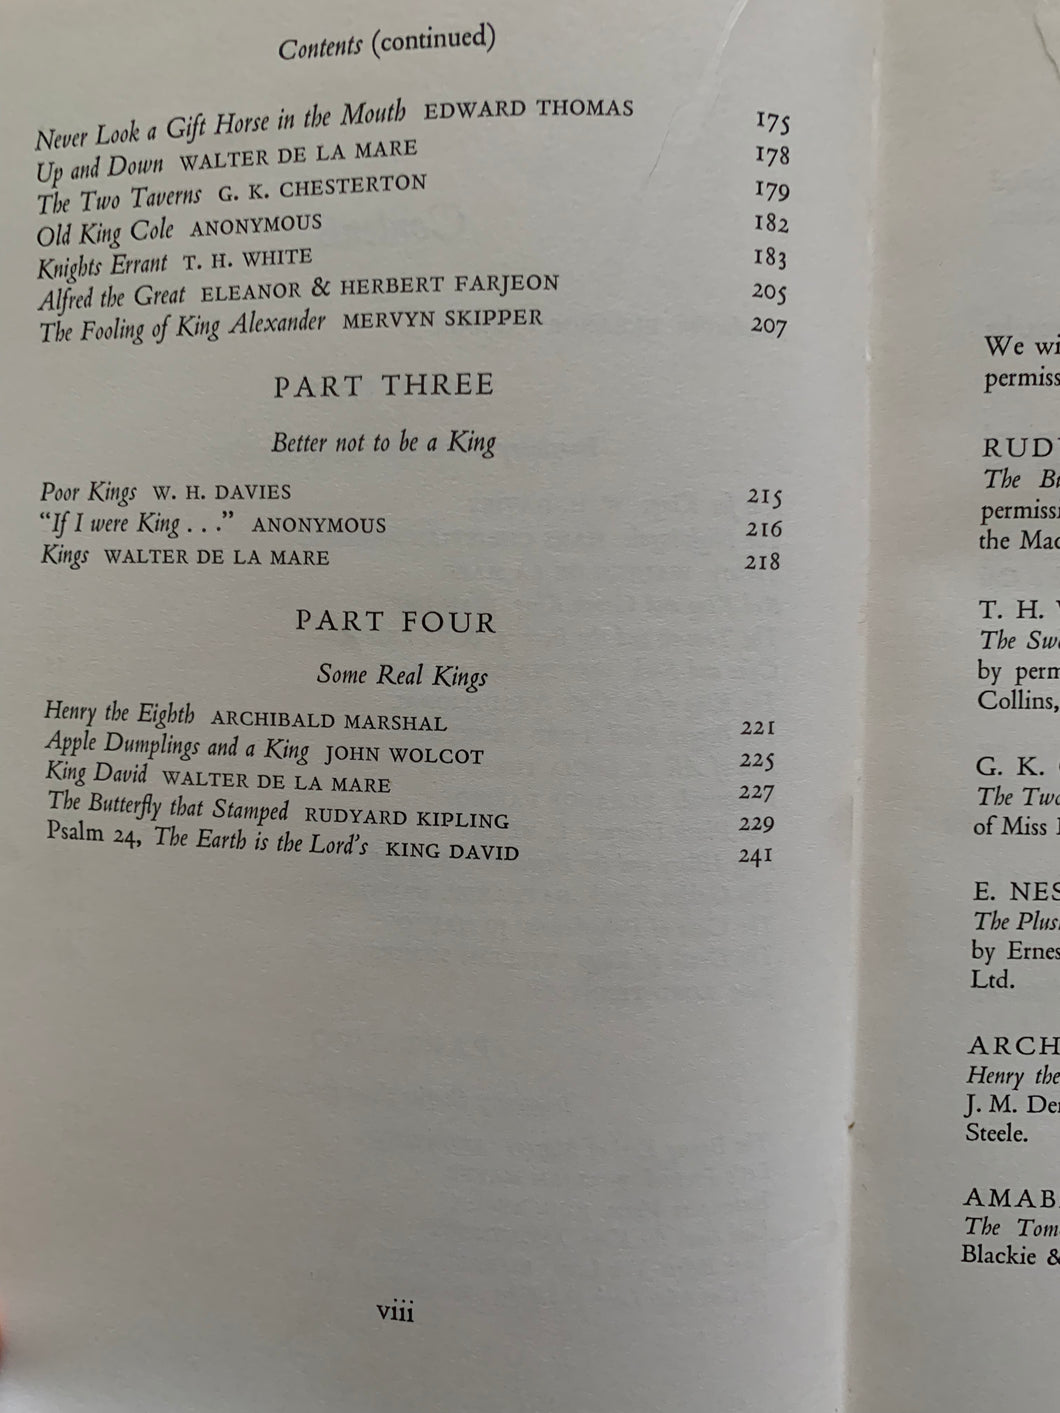 Contents (continued)
Never Look a Gift Horse in the Mouth EDWARD THOMAS 175
Up and Down WALTER DE LA MARE 178
The Two Taverns G. K. CHESTERTON 179
Old King Cole ANONYMOUS 182
Knights Errant T. H. WHITE 183
Alfred the Great ELEANOR & HERBERT FARJEON 205
The Fooling of King Alexander MERVYN SKIPPER 207
PART THREE
Better not to be a King
Poor Kings W. H. DAVIES 215
“If I were King . . .” ANONYMOUS 216
Kings WALTER DE LA MARE 218
PART FOUR
Some Real Kings
Henry the Eighth ARCHIBALD MARSHAL 221
Apple Dumplings and a King JOHN WOLCOT 225
King David WALTER DE LA MARE 227
The Butterfly that Stamped RUDYARD KIPLING 229
Psalm 24, The Earth is the Lord's KING DAVID 241
viii
We
permiss
RUD
The
permiss
the Mac
T. H.
The Sw
by perm
Collins,
G. K.
The Two
of Miss
E. NES
The Plus
by Ernes
Ltd.
ARCH
Henry the
J. M. De
Steele.
AMAB
The Tom
Blackie &